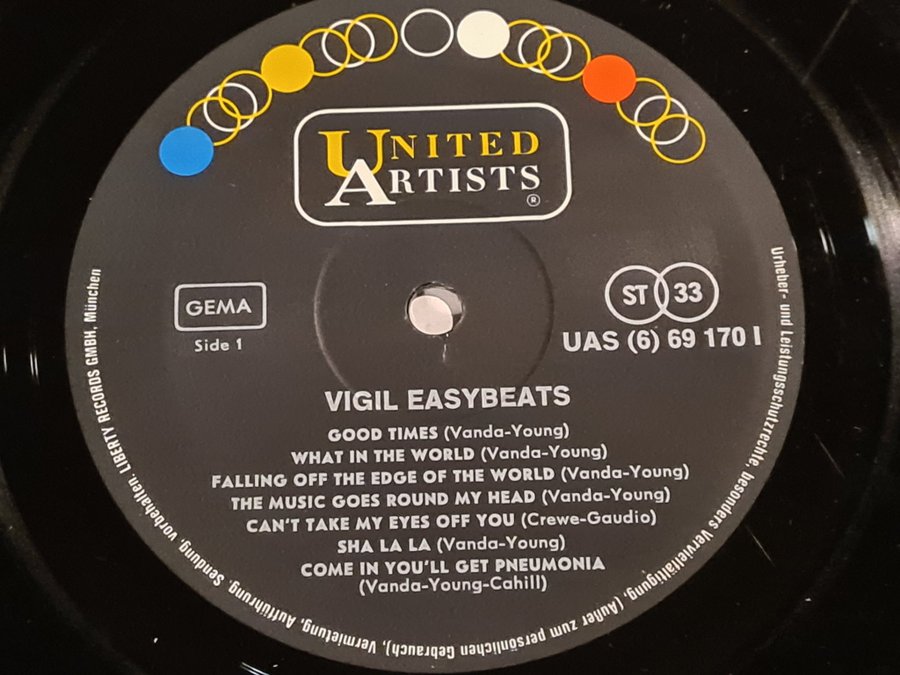 UNITED
ARTISTS
®
GEMA
Side 1
ST 33
UAS (6) 69 170 I
VIGIL EASYBEATS
GOOD TIMES (Vanda-Young)
WHAT IN THE WORLD (Vanda-Young)
FALLING OFF THE EDGE OF THE WORLD (Vanda-Young)
THE MUSIC GOES ROUND MY HEAD (Vanda-Young)
CAN'T TAKE MY EYES OFF YOU (Crewe-Gaudio)
SHA LA LA (Vanda-Young)
COME IN YOU'LL GET PNEUMONIA
(Vanda-Young-Cahill)
Urheber- und Leistungsschutzrechte, besonders Vervielfältigung, (Außer zum persönlichen Gebrauch), Vermietung, Aufführung, Sendung, vorbehalten. LIBERTY RECORDS GMBH, München